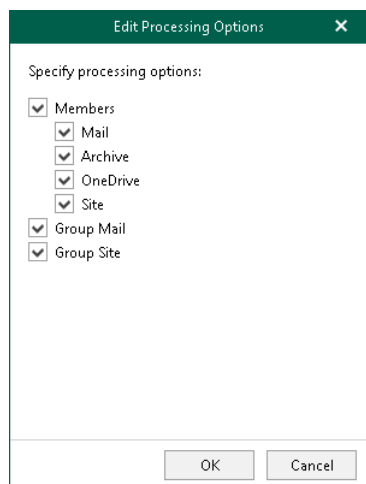 Edit Processing Options
Specify processing options:
Members
Mail
Archive
OneDrive
Site
Group Mail
Group Site
OK Cancel